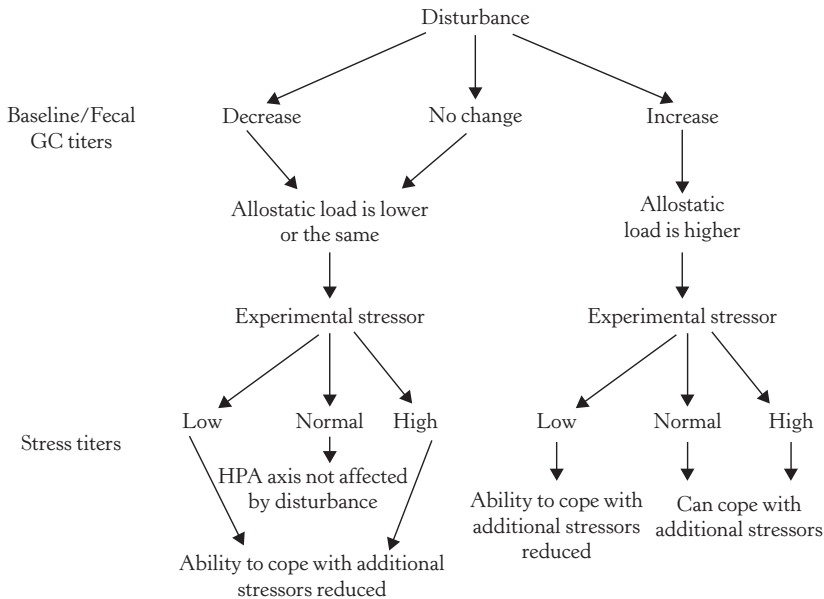 Disturbance
Baseline/Fecal
GC titers
Decrease
No change
Increase
Allostatic load is lower
or the same
Allostatic
load is higher
Experimental stressor
Experimental stressor
Stress titers
Low
Normal
High
Low
Normal
High
HPA axis not affected
by disturbance
Ability to cope with additional
stressors reduced
Ability to cope with
additional stressors
reduced
Can cope with
additional stressors